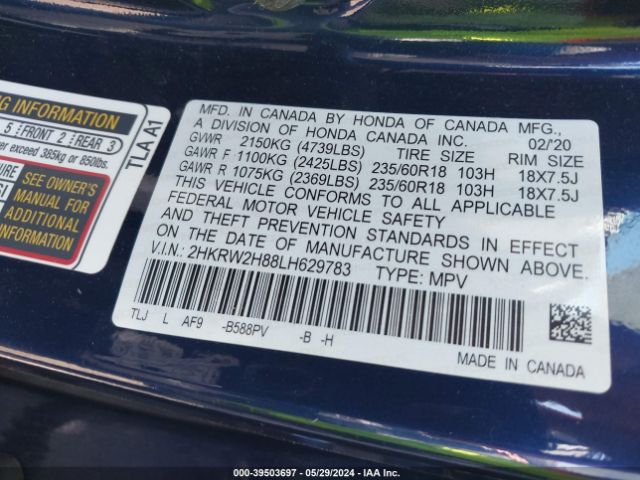 NG INFORMATION
5 FRONT 2 REAR 3
er exceed 385kg or 850lbs.
SEE OWNER'S
MANUAL FOR
ADDITIONAL
INFORMATION
TLA A1
MFD. IN CANADA BY HONDA OF CANADA MFG.,
A DIVISION OF HONDA CANADA INC. 02/'20
GVWR 2150KG (4739LBS) TIRE SIZE RIM SIZE
GAWR F 1100KG (2425LBS) 235/60R18 103H 18X7.5J
GAWR R 1075KG (2369LBS) 235/60R18 103H 18X7.5J
THIS VEHICLE CONFORMS TO ALL APPLICABLE
FEDERAL MOTOR VEHICLE SAFETY
AND THEFT PREVENTION STANDARDS IN EFFECT
ON THE DATE OF MANUFACTURE SHOWN ABOVE.
V.I.N.: 2HKRW2H88LH629783 TYPE: MPV
TLJ L AF9 -B588PV -B -H
MADE IN CANADA
000-39503697 - 05/29/2024 - IAA Inc.